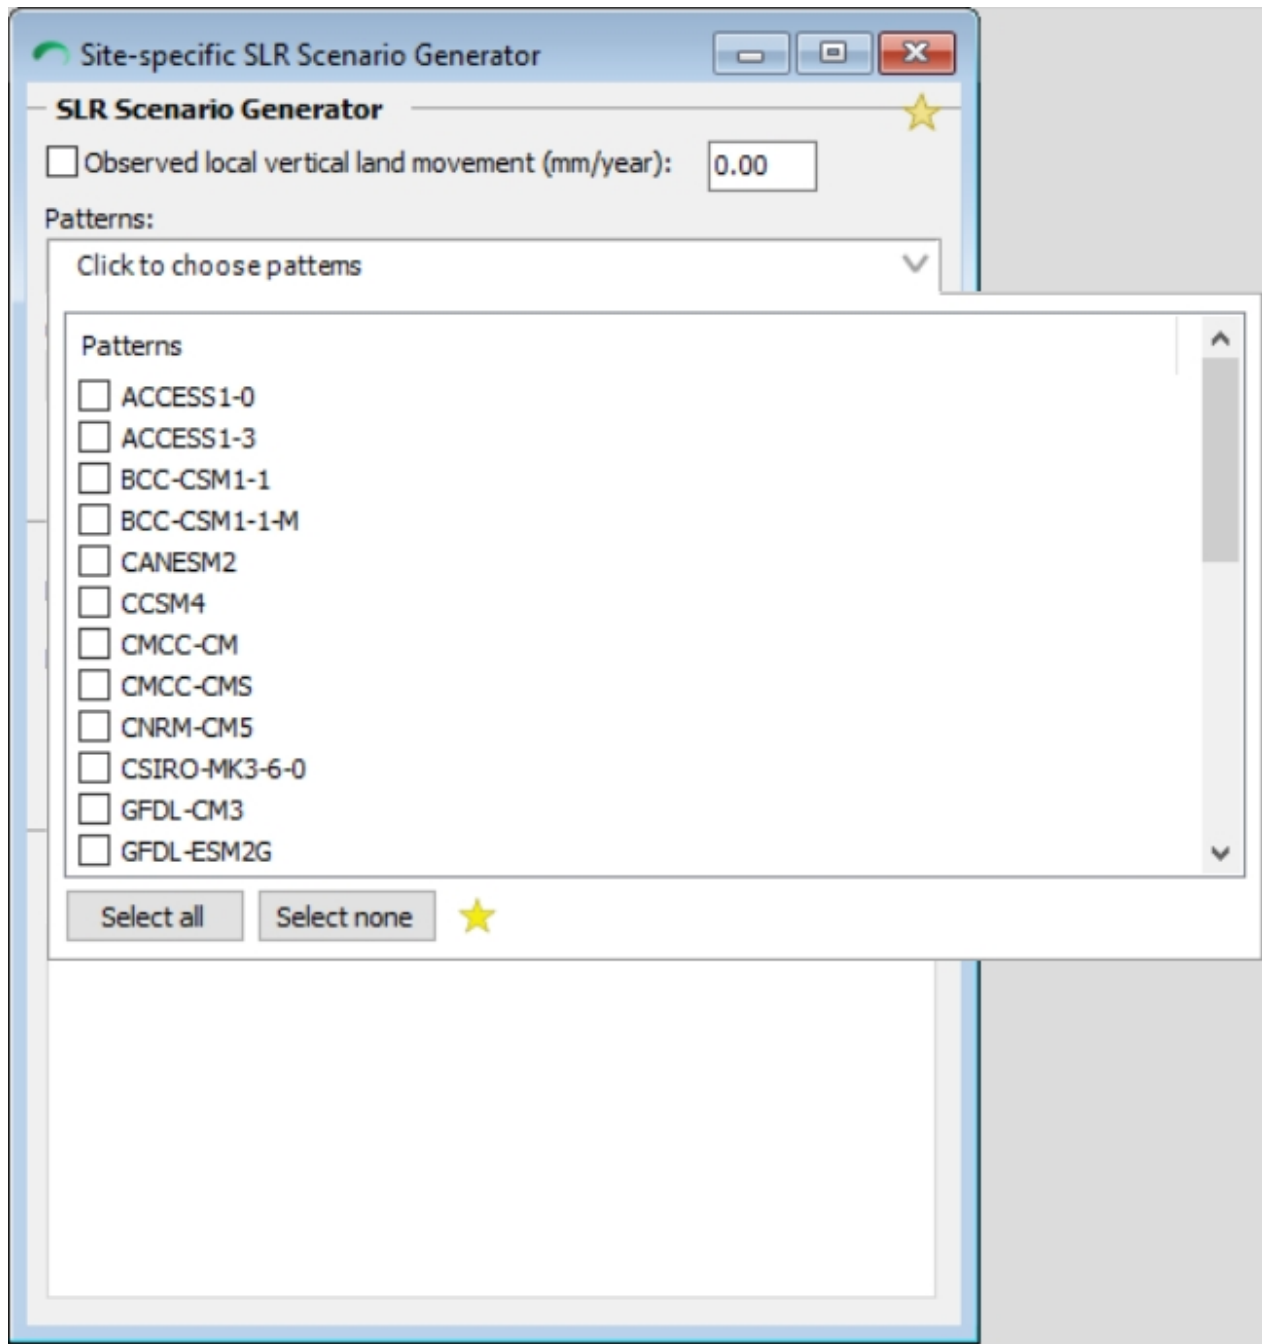 Site-specific SLR Scenario Generator
SLR Scenario Generator
Observed local vertical land movement (mm/year): 0.00
Patterns:
Click to choose patterns
Patterns
ACCESS1-0
ACCESS1-3
BCC-CSM1-1
BCC-CSM1-1-M
CANESM2
CCSM4
CMCC-CM
CMCC-CMS
CNRM-CM5
CSIRO-MK3-6-0
GFDL-CM3
GFDL-ESM2G
Select all Select none